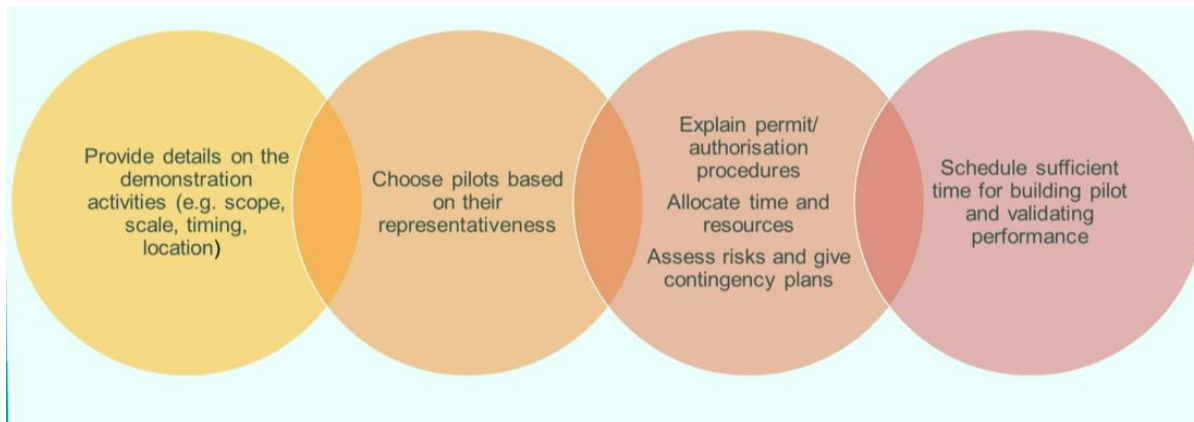 Provide details on the
demonstration
activities (e.g. scope,
scale, timing,
location)
Choose pilots based
on their
representativeness
Explain permit/
authorisation
procedures
Allocate time and
resources
Assess risks and give
contingency plans
Schedule sufficient
time for building pilot
and validating
performance